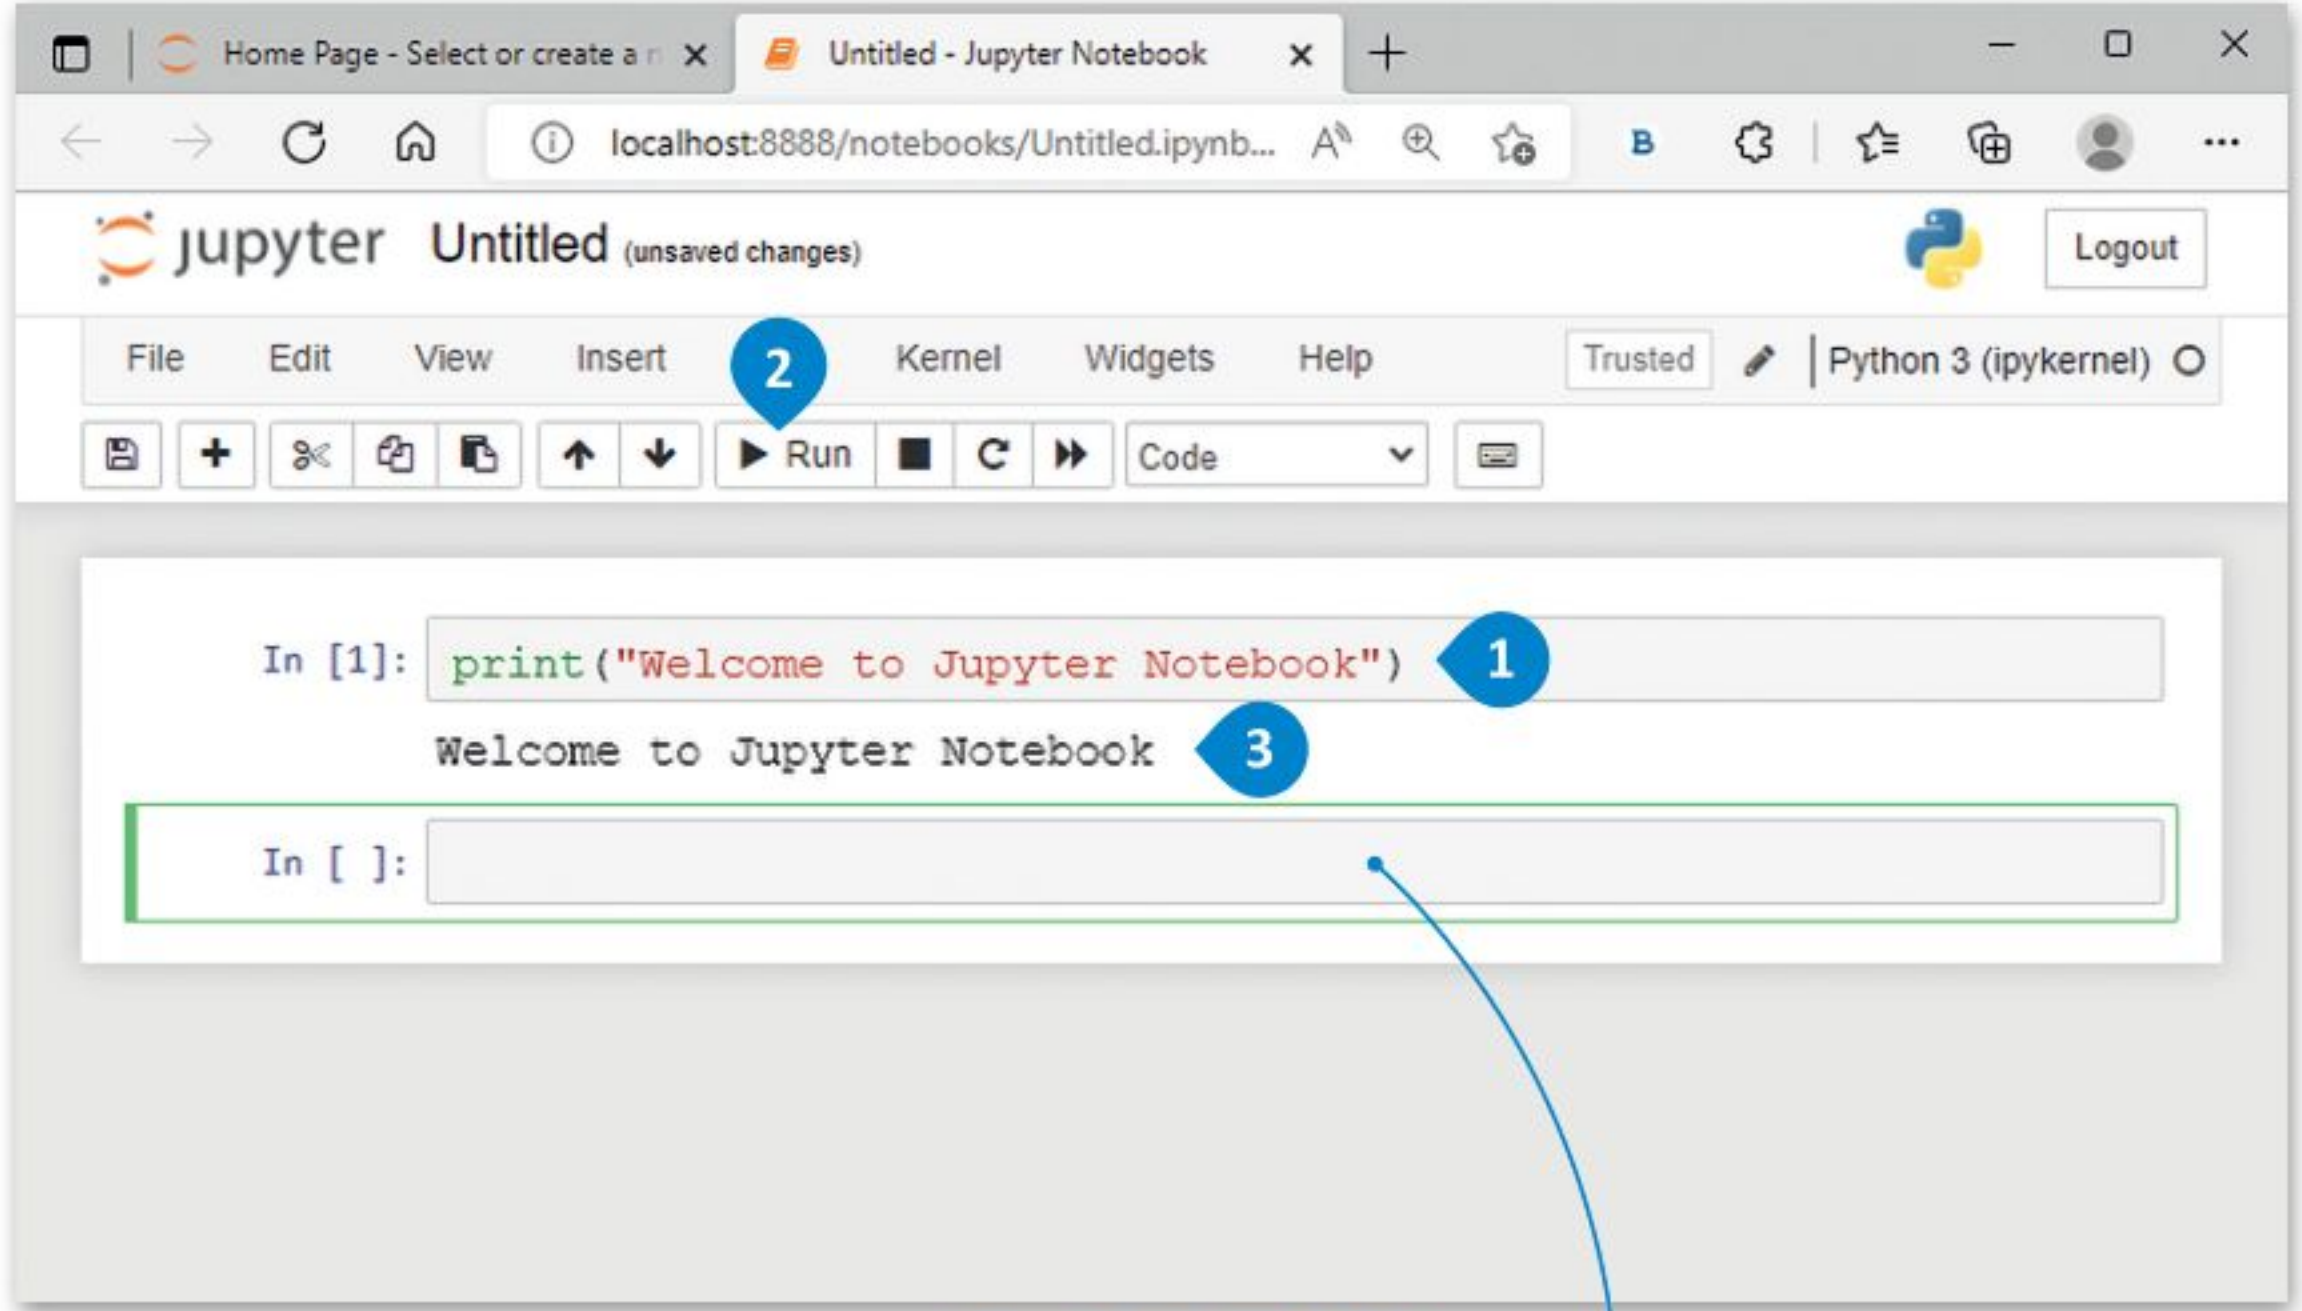 Home Page - Select or create a n
Untitled - Jupyter Notebook
localhost:8888/notebooks/Untitled.ipynb...
B
jupyter Untitled (unsaved changes)
Logout
File Edit View Insert 2 Kernel Widgets Help Trusted Python 3 (ipykernel)
Run Code
In [1]: print("Welcome to Jupyter Notebook") 1
Welcome to Jupyter Notebook 3
In [ ]: